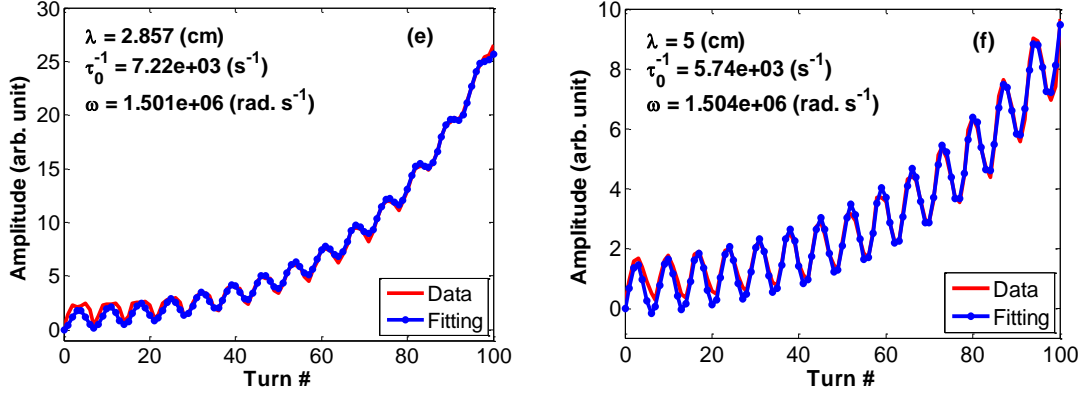 30
25
20
15
10
5
0
λ = 2.857 (cm)
τ₀⁻¹ = 7.22e+03 (s⁻¹)
ω = 1.501e+06 (rad. s⁻¹)
(e)
Amplitude (arb. unit)
Data
Fitting
0 20 40 60 80 100
Turn #
10
8
6
4
2
0
λ = 5 (cm)
τ₀⁻¹ = 5.74e+03 (s⁻¹)
ω = 1.504e+06 (rad. s⁻¹)
(f)
Amplitude (arb. unit)
Data
Fitting
0 20 40 60 80 100
Turn #